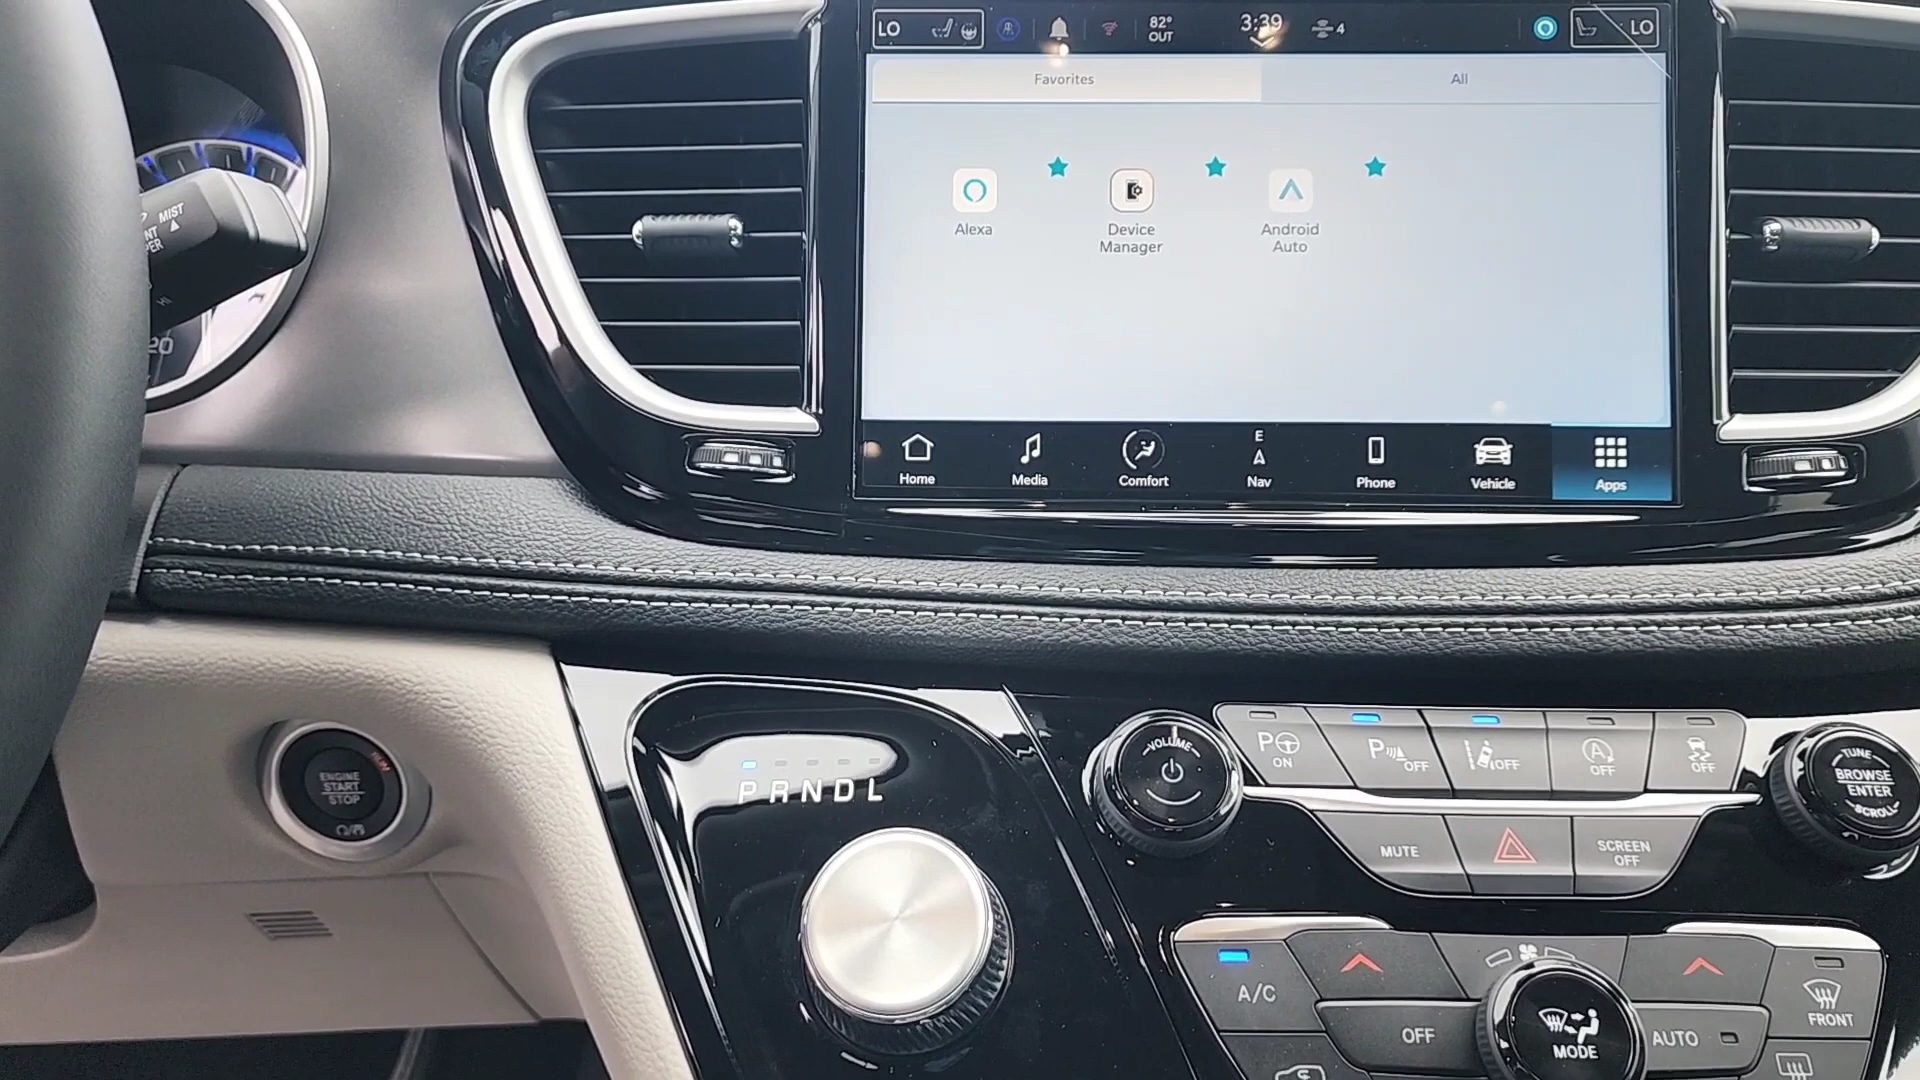 LO
82°
OUT
3:39
4
LO
Favorites
All
Alexa
Device
Manager
Android
Auto
E
Home
Media
Comfort
Nav
Phone
Vehicle
Apps
MIST
HI
ENGINE
START
STOP
RUN
P R N D L
VOLUME
P
ON
P
OFF
OFF
A
OFF
OFF
TUNE
BROWSE
ENTER
SCROLL
MUTE
SCREEN
OFF
A/C
OFF
MODE
AUTO
FRONT